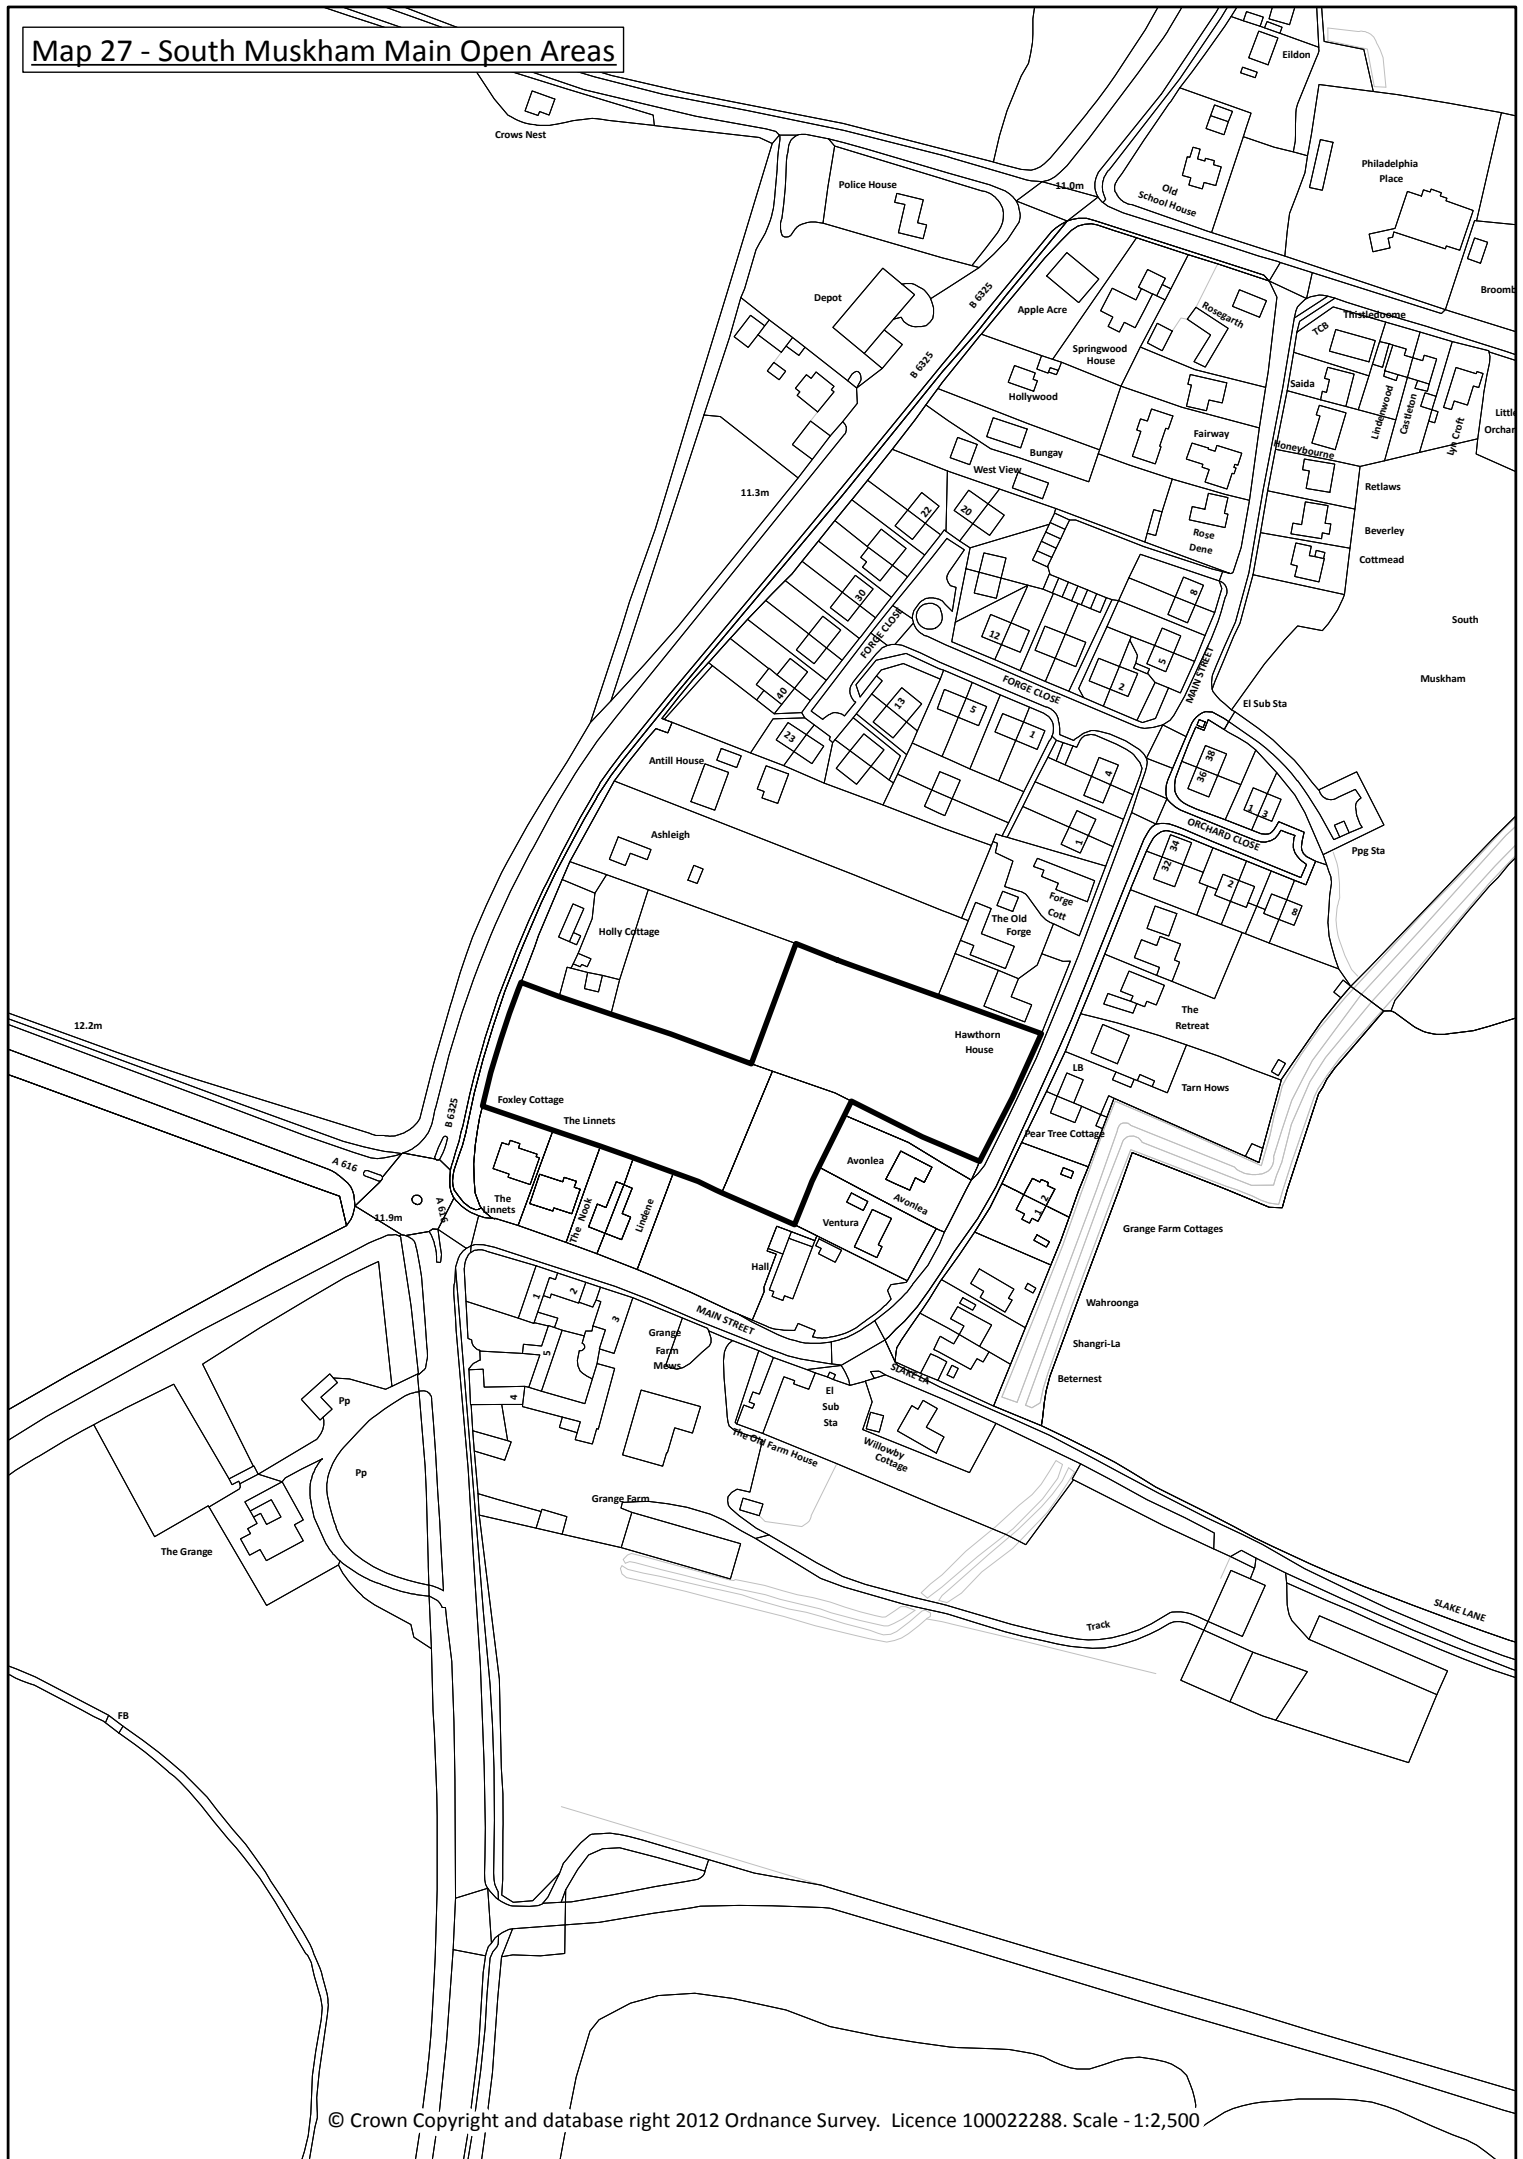 Map 27 - South Muskham Main Open Areas
Eildon
Crows Nest
Philadelphia
Place
Police House
11.0m
Old
School House
Broomb
Depot
B 6325
Apple Acre
Rosegarth
Thistledoome
TCB
B 6325
Springwood
House
Saida
Hollywood
Lindenwood
Castleton
Little
Orchar
Lyn Croft
Fairway
Honeybourne
Bungay
West View
Retlaws
11.3m
22
20
Rose
Dene
Beverley
Cottmead
30
8
FORGE CLOSE
12
South
5
MAIN STREET
Muskham
FORGE CLOSE
2
40
13
5
El Sub Sta
23
1
Antill House
38
36
4
1
3
Ashleigh
1
ORCHARD CLOSE
34
32
Ppg Sta
2
8
Forge
Cott
The Old
Forge
Holly Cottage
The
Retreat
12.2m
Hawthorn
House
LB
Tarn Hows
Foxley Cottage
B 6325
The Linnets
Pear Tree Cottage
A 616
Avonlea
The
Linnets
A 616
11.9m
The Nook
Lindene
Avonlea
Ventura
1
2
Grange Farm Cottages
Hall
1
2
3
MAIN STREET
Wahroonga
Grange
Farm
Mews
5
Shangri-La
SLAKE LA
Beternest
4
El
Sub
Sta
Pp
The Old Farm House
Willowby
Cottage
Pp
Grange Farm
The Grange
SLAKE LANE
Track
FB
© Crown Copyright and database right 2012 Ordnance Survey. Licence 100022288. Scale - 1:2,500